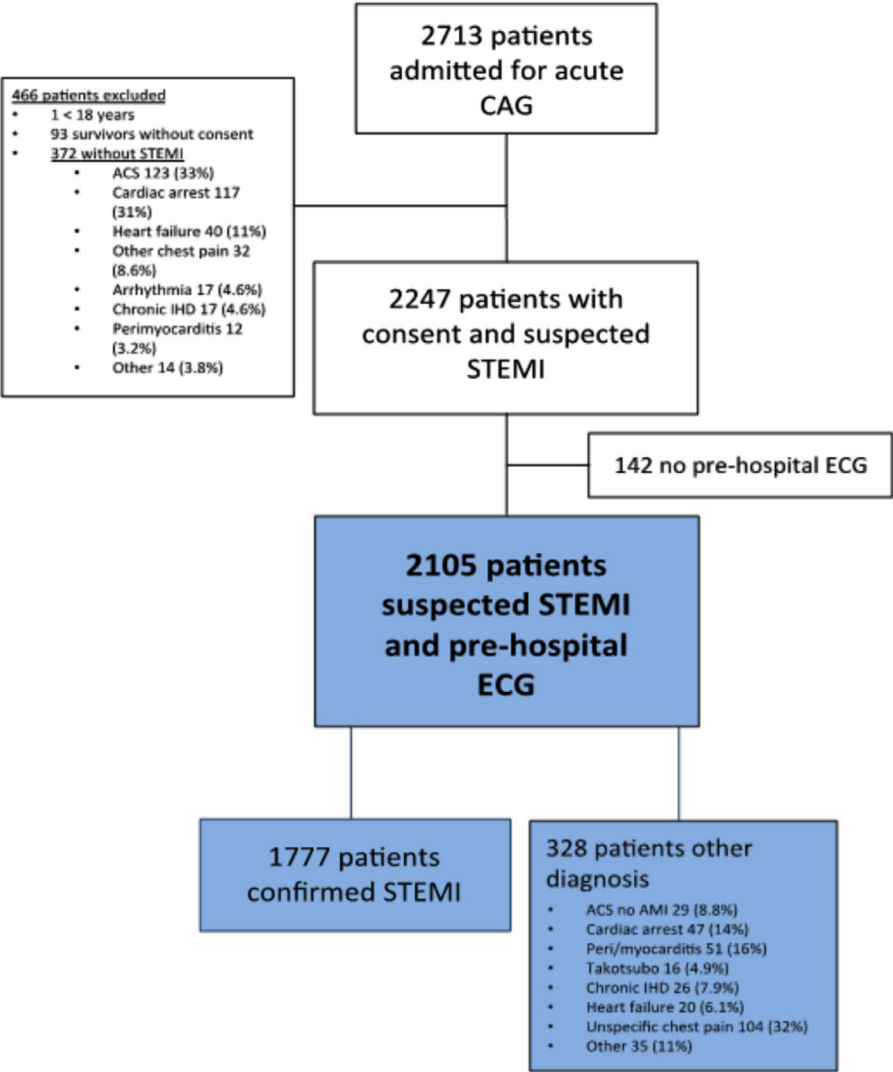 2713 patients
admitted for acute
CAG
466 patients excluded
• 1 < 18 years
• 93 survivors without consent
• 372 without STEMI
• ACS 123 (33%)
• Cardiac arrest 117
(31%)
• Heart failure 40 (11%)
• Other chest pain 32
(8.6%)
• Arrhythmia 17 (4.6%)
• Chronic IHD 17 (4.6%)
• Perimyocarditis 12
(3.2%)
• Other 14 (3.8%)
2247 patients with
consent and suspected
STEMI
142 no pre-hospital ECG
2105 patients
suspected STEMI
and pre-hospital
ECG
1777 patients
confirmed STEMI
328 patients other
diagnosis
• ACS no AMI 29 (8.8%)
• Cardiac arrest 47 (14%)
• Peri/myocarditis 51 (16%)
• Takotsubo 16 (4.9%)
• Chronic IHD 26 (7.9%)
• Heart failure 20 (6.1%)
• Unspecific chest pain 104 (32%)
• Other 35 (11%)